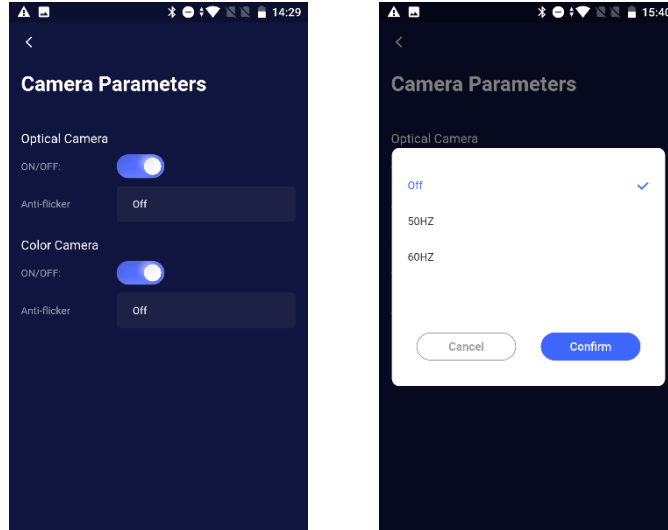 14:29
Camera Parameters
Optical Camera
ON/OFF:
Anti-flicker Off
Color Camera
ON/OFF:
Anti-flicker Off
15:40
Camera Parameters
Optical Camera
Off
50HZ
60HZ
Cancel Confirm